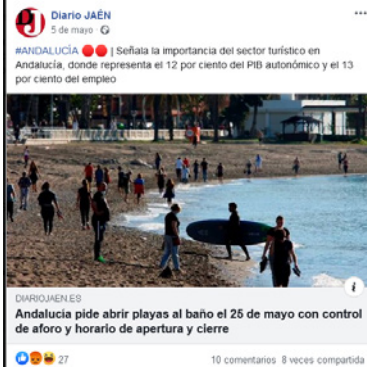 Diario JAÉN
5 de mayo
#ANDALUCÍA 🔴🔴 | Señala la importancia del sector turístico en
Andalucía, donde representa el 12 por ciento del PIB autonómico y el 13
por ciento del empleo
DIARIOJAEN.ES
Andalucía pide abrir playas al baño el 25 de mayo con control
de aforo y horario de apertura y cierre
27
10 comentarios 8 veces compartida